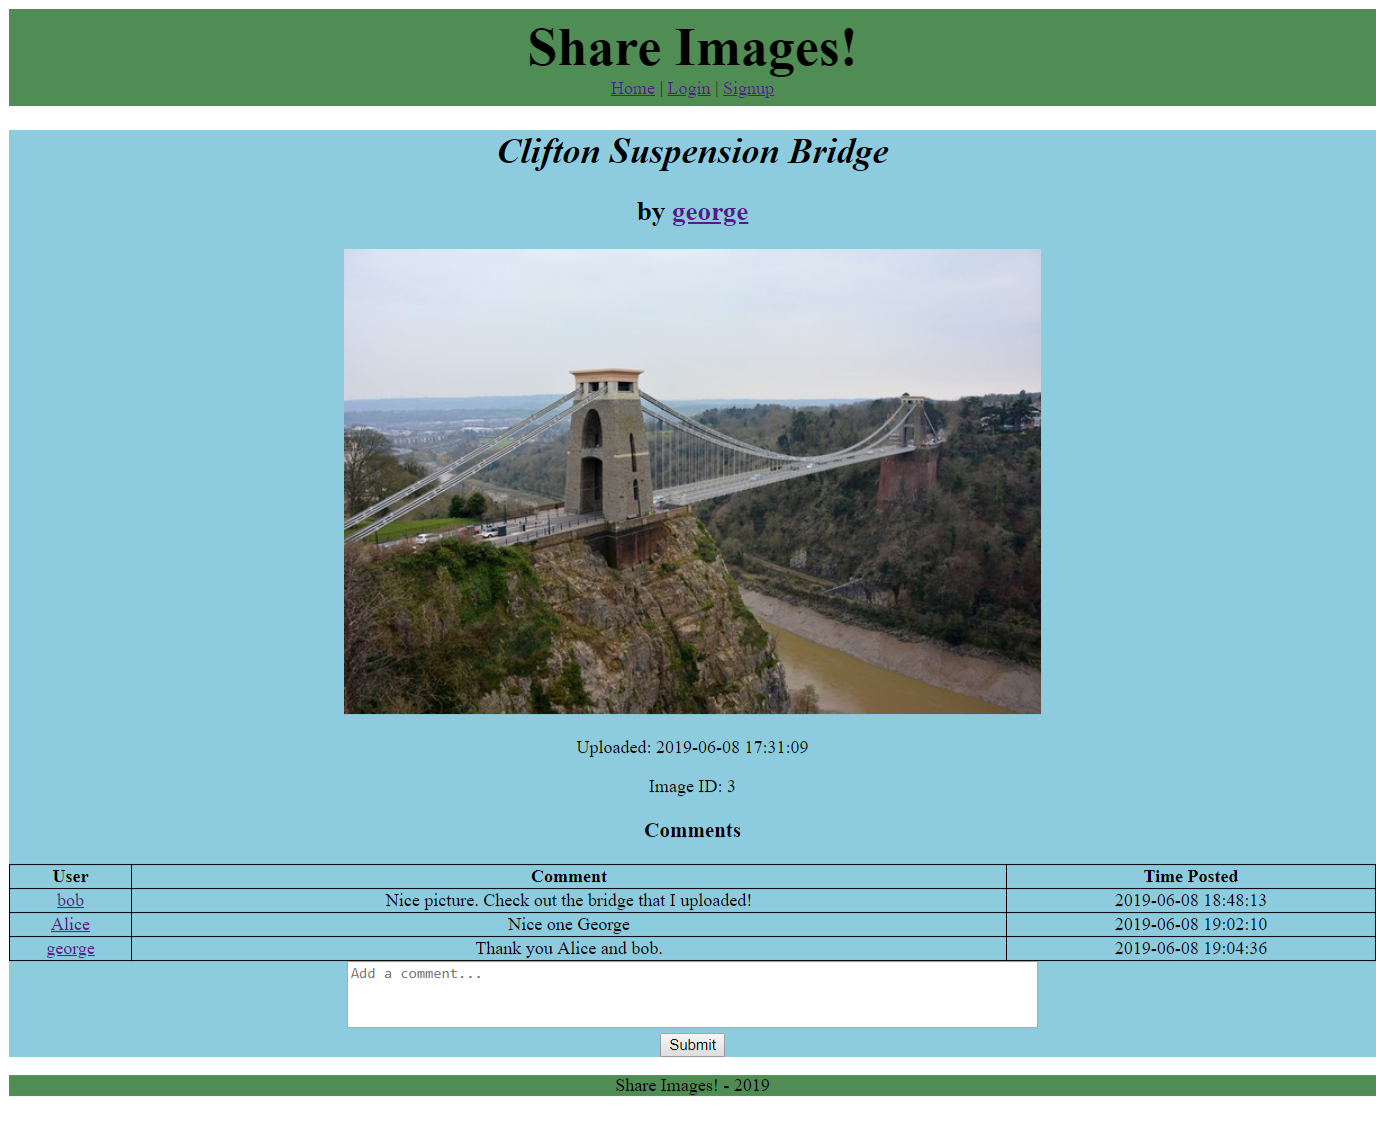 Share Images!
Home | Login | Signup
Clifton Suspension Bridge
by george
Uploaded: 2019-06-08 17:31:09
Image ID: 3
Comments
User Comment Time Posted
bob Nice picture. Check out the bridge that I uploaded! 2019-06-08 18:48:13
Alice Nice one George 2019-06-08 19:02:10
george Thank you Alice and bob. 2019-06-08 19:04:36
Add a comment...
Submit
Share Images! - 2019